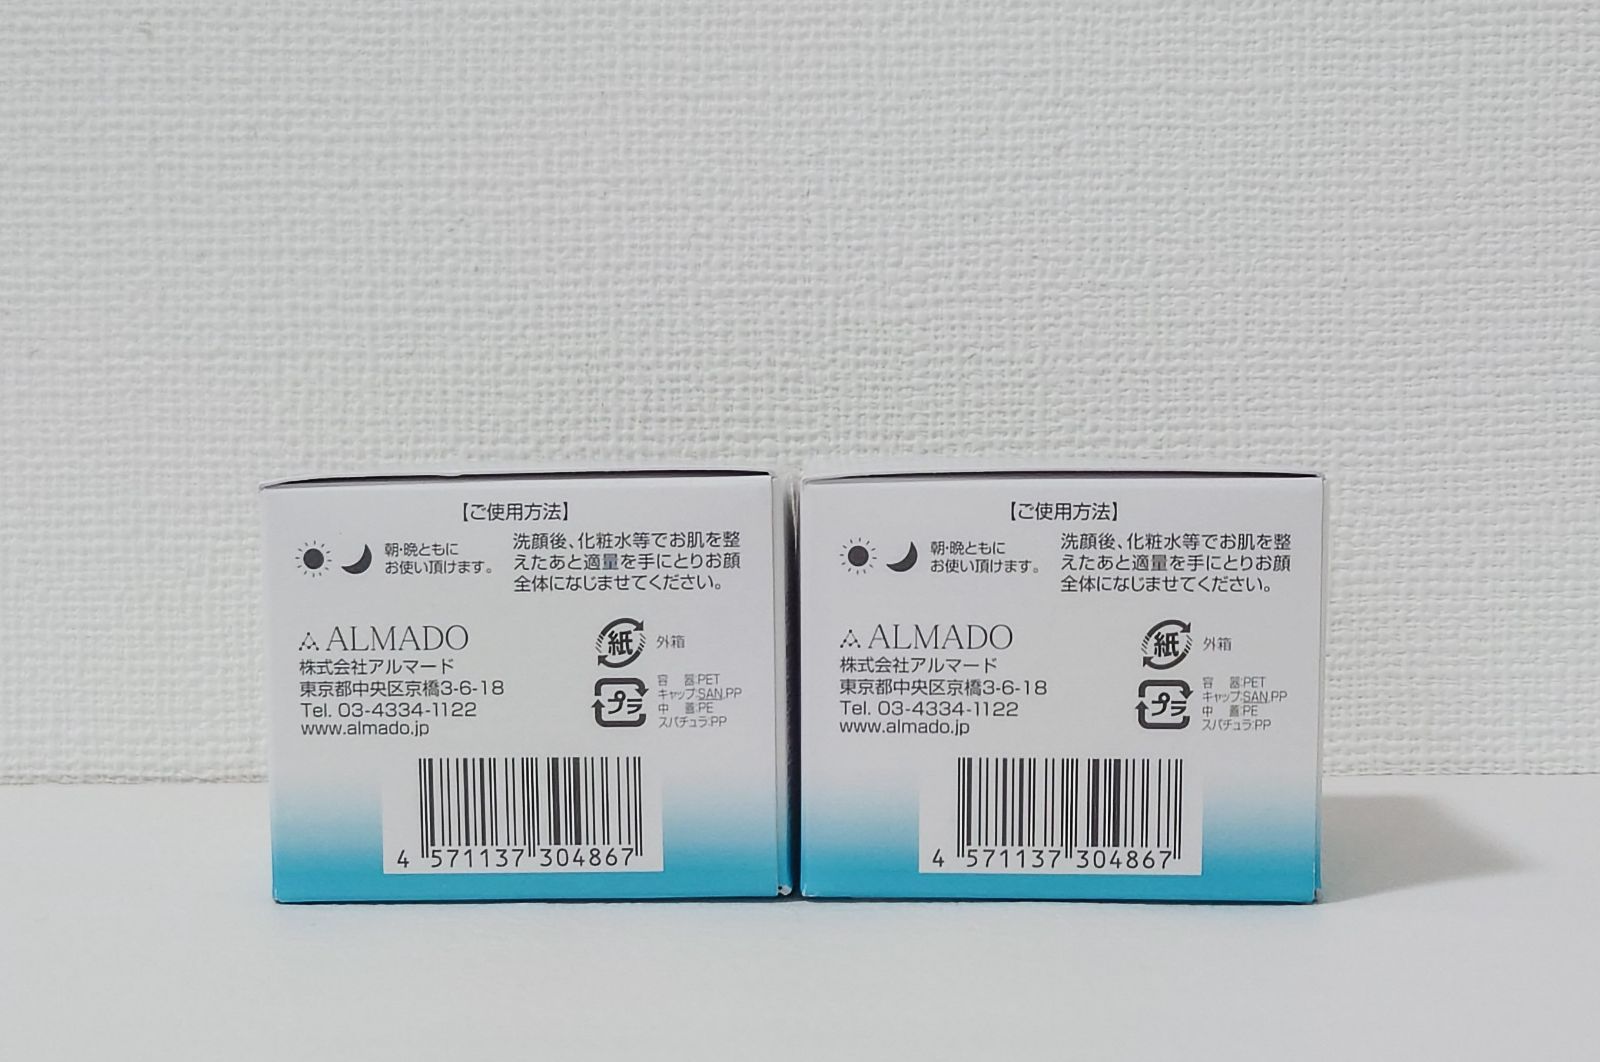 【ご使用方法】
朝・晩ともに
お使い頂けます。
洗顔後、化粧水等でお肌を整
えたあと適量を手にとりお顔
全体になじませてください。
ALMADO
株式会社アルマード
東京都中央区京橋3-6-18
Tel. 03-4334-1122
www.almado.jp
紙 外箱
プラ
容 器:PET
キャップ:SAN,PP
中 蓋:PE
スパチュラ:PP
4 571137 304867
【ご使用方法】
朝・晩ともに
お使い頂けます。
洗顔後、化粧水等でお肌を整
えたあと適量を手にとりお顔
全体になじませてください。
ALMADO
株式会社アルマード
東京都中央区京橋3-6-18
Tel. 03-4334-1122
www.almado.jp
紙 外箱
プラ
容 器:PET
キャップ:SAN,PP
中 蓋:PE
スパチュラ:PP
4 571137 304867